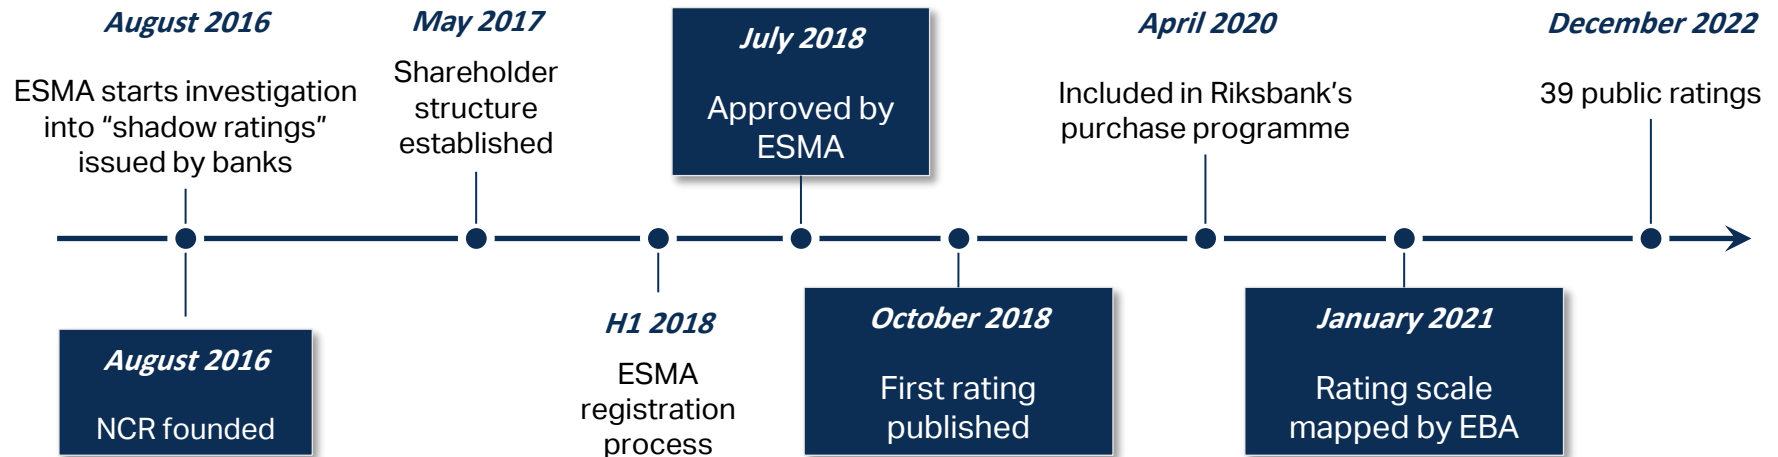 August 2016
ESMA starts investigation
into “shadow ratings”
issued by banks
August 2016
NCR founded
May 2017
Shareholder
structure
established
H1 2018
ESMA
registration
process
July 2018
Approved by
ESMA
October 2018
First rating
published
April 2020
Included in Riksbank’s
purchase programme
January 2021
Rating scale
mapped by EBA
December 2022
39 public ratings